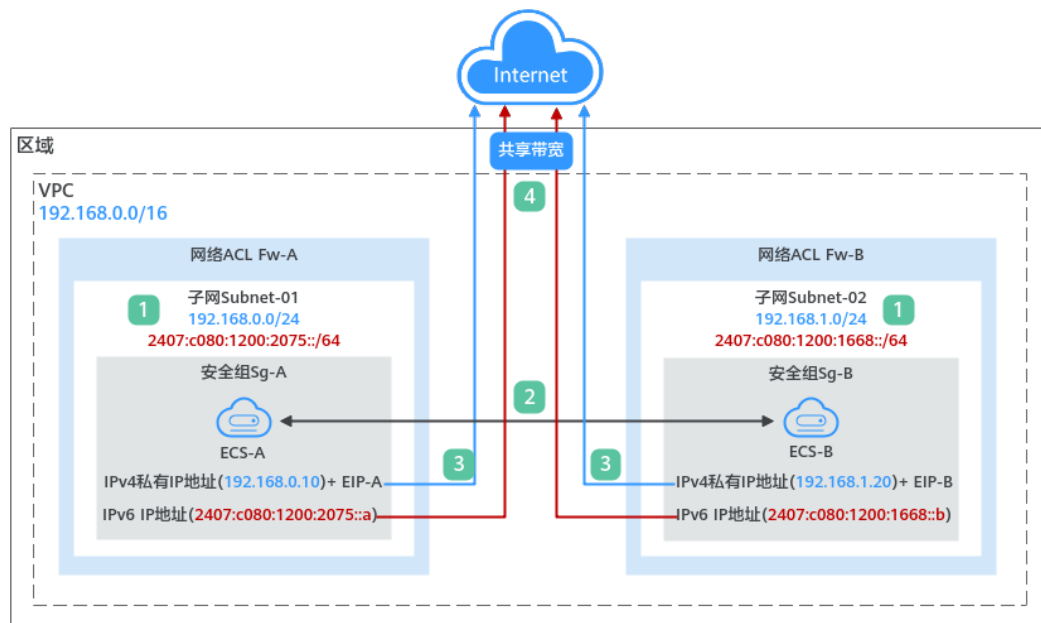 Internet
区域
共享带宽
4
VPC
192.168.0.0/16
网络ACL Fw-A
1
子网Subnet-01
192.168.0.0/24
2407:c080:1200:2075::/64
安全组Sg-A
ECS-A
IPv4私有IP地址(192.168.0.10)+ EIP-A
IPv6 IP地址(2407:c080:1200:2075::a)
2
3
3
网络ACL Fw-B
子网Subnet-02
1
192.168.1.0/24
2407:c080:1200:1668::/64
安全组Sg-B
ECS-B
IPv4私有IP地址(192.168.1.20)+ EIP-B
IPv6 IP地址(2407:c080:1200:1668::b)